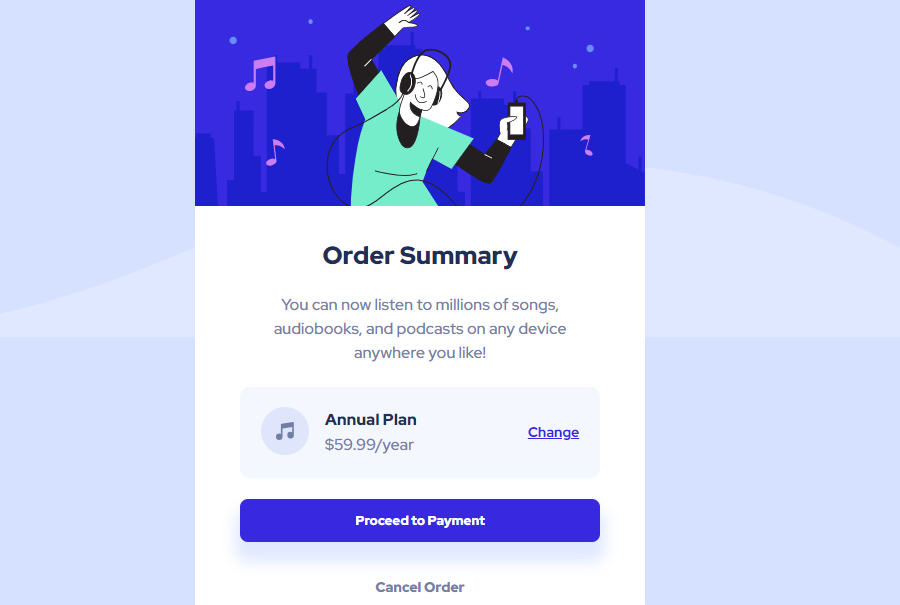 Order Summary
You can now listen to millions of songs,
audiobooks, and podcasts on any device
anywhere you like!
Annual Plan
$59.99/year
Change
Proceed to Payment
Cancel Order